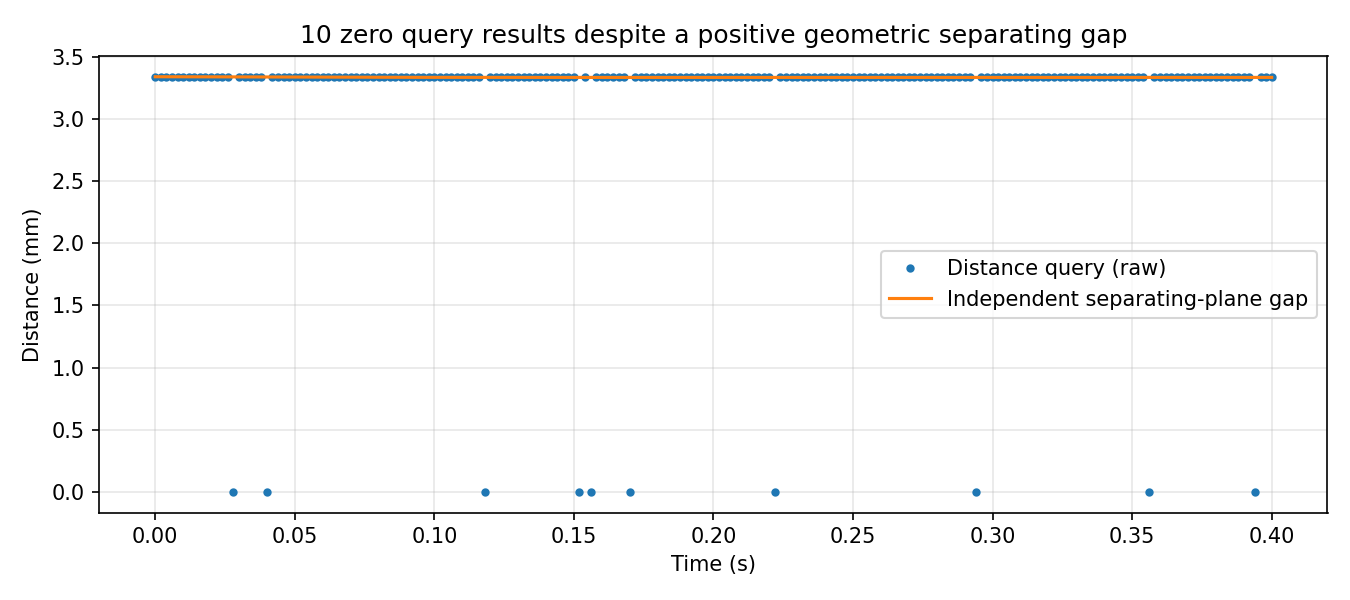 10 zero query results despite a positive geometric separating gap
3.5
3.0
2.5
2.0
1.5
1.0
0.5
0.0
Distance (mm)
Distance query (raw)
Independent separating-plane gap
0.00 0.05 0.10 0.15 0.20 0.25 0.30 0.35 0.40
Time (s)